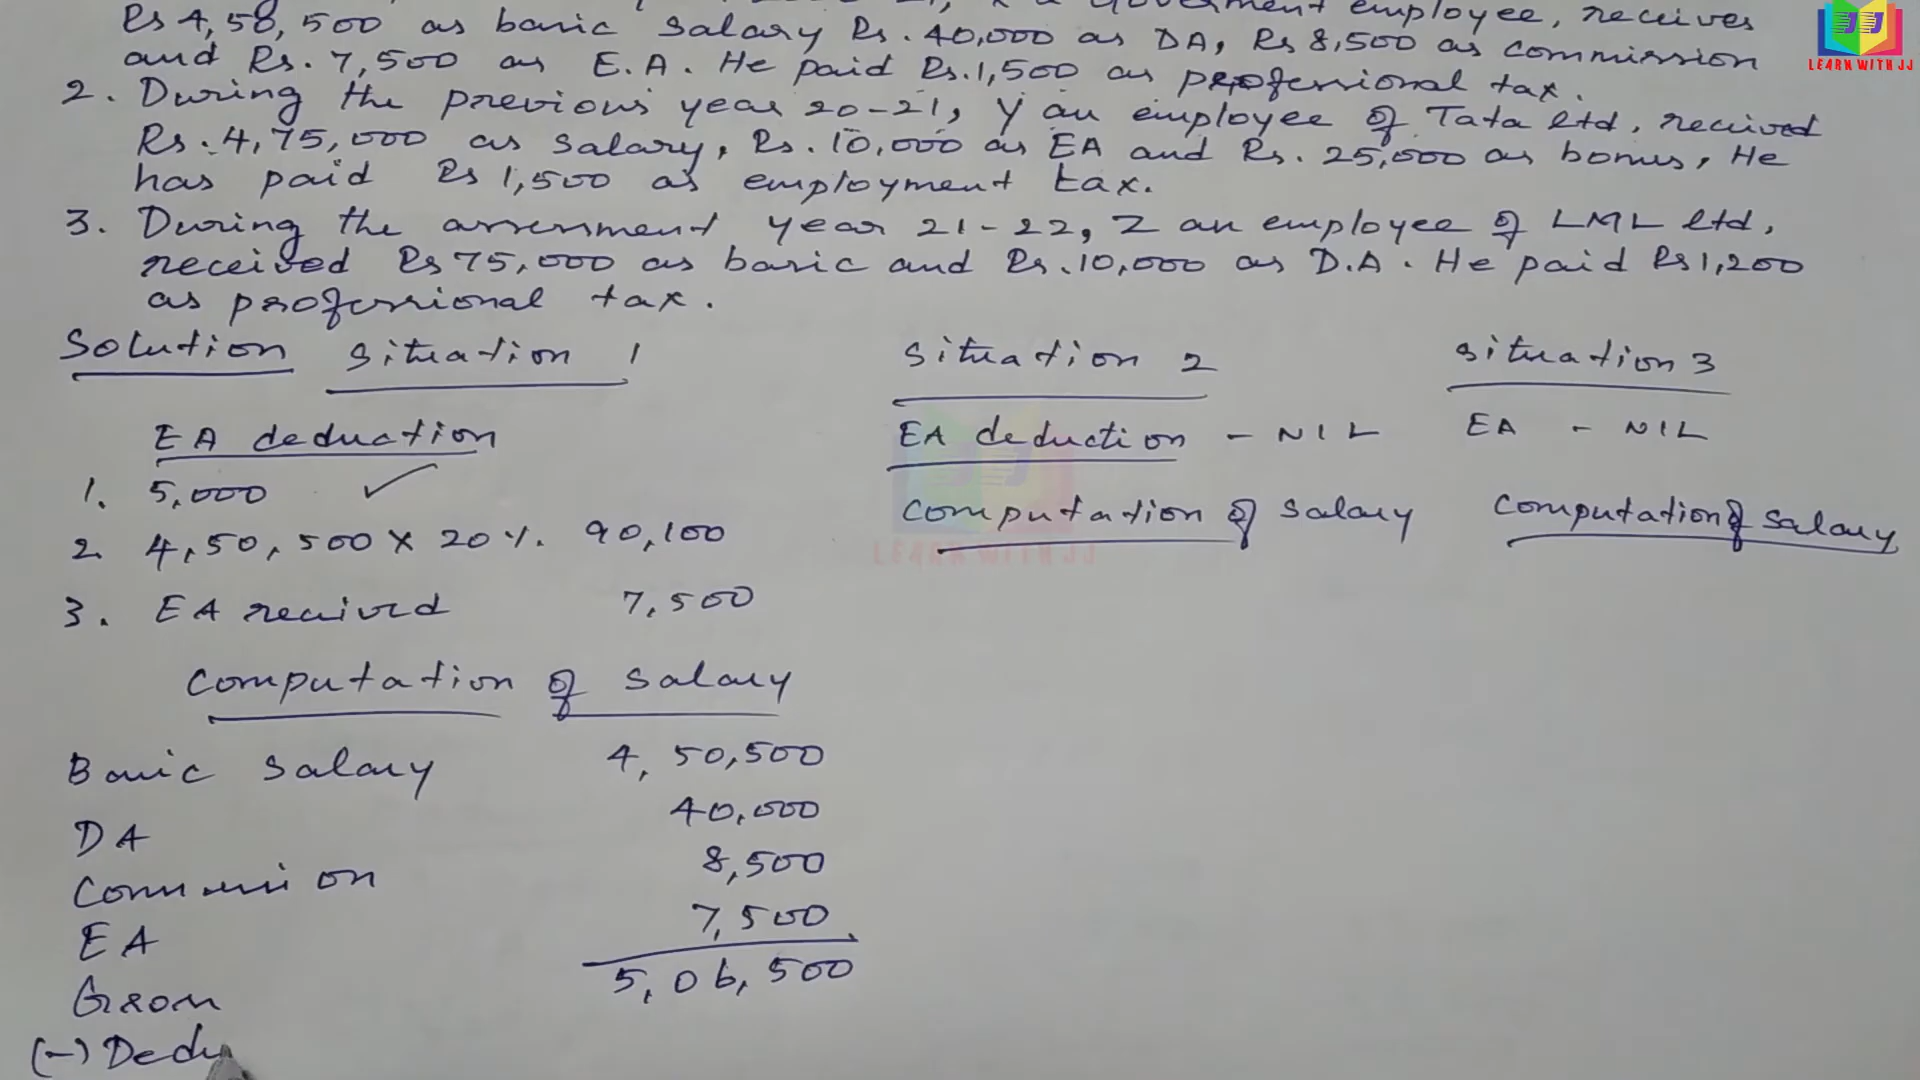 a Government employee, receives
Rs 4,58,500 as basic salary Rs. 40,000 as DA, Rs 8,500 as commission
and Rs. 7,500 as E.A. He paid Rs.1,500 as professional tax.
2. During the previous year 20-21, Y an employee of Tata ltd, received
Rs. 4,75,000 as salary, Rs. 10,000 as EA and Rs. 25,000 as bonus, He
has paid Rs 1,500 as employment tax.
3. During the assessment year 21-22, Z an employee of LML ltd,
received Rs 75,000 as basic and Rs.10,000 as D.A. He paid Rs 1,200
as professional tax.
Solution situation 1
EA deduction
1. 5,000 ✓
2. 4,50,500 x 20%. 90,100
3. EA received 7,500
Computation of salary
Basic salary 4,50,500
DA 40,000
Commission 8,500
EA 7,500
Gross 5,06,500
(-) Dedu
situation 2
EA deduction - NIL
Computation of salary
situation 3
EA - NIL
Computation of salary
LEARN WITH JJ
LEARN WITH JJ